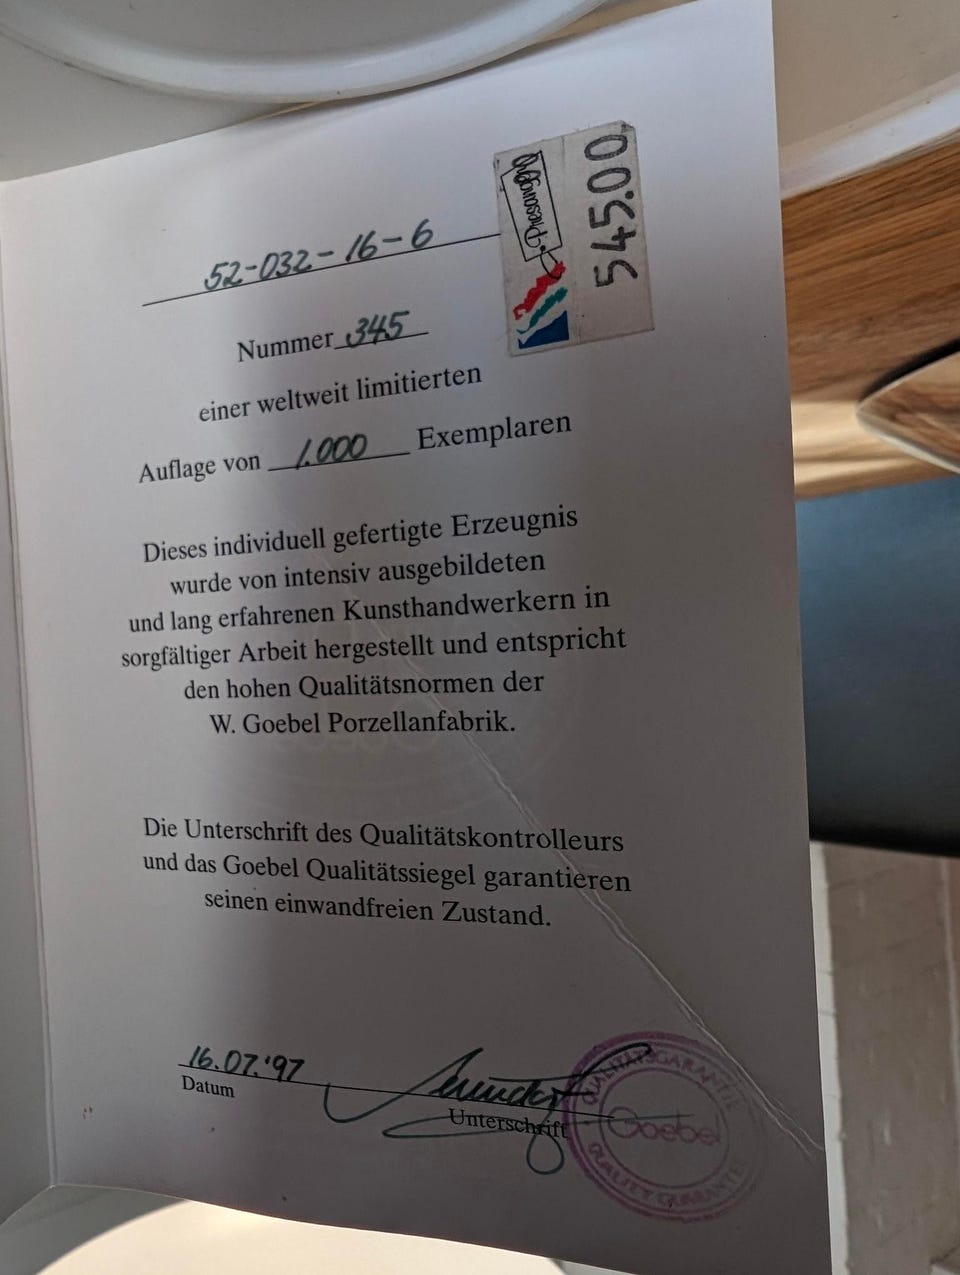 52-032-16-6
545.00
Nummer 345
einer weltweit limitierten
Auflage von 1.000 Exemplaren
Dieses individuell gefertigte Erzeugnis
wurde von intensiv ausgebildeten
und lang erfahrenen Kunsthandwerkern in
sorgfältiger Arbeit hergestellt und entspricht
den hohen Qualitätsnormen der
W. Goebel Porzellanfabrik.
Die Unterschrift des Qualitätskontrolleurs
und das Goebel Qualitätssiegel garantieren
seinen einwandfreien Zustand.
16.07.'97
Datum
Unterschrift
QUALITÄTSGARANTIE
Goebel
QUALITY GUARANTEE